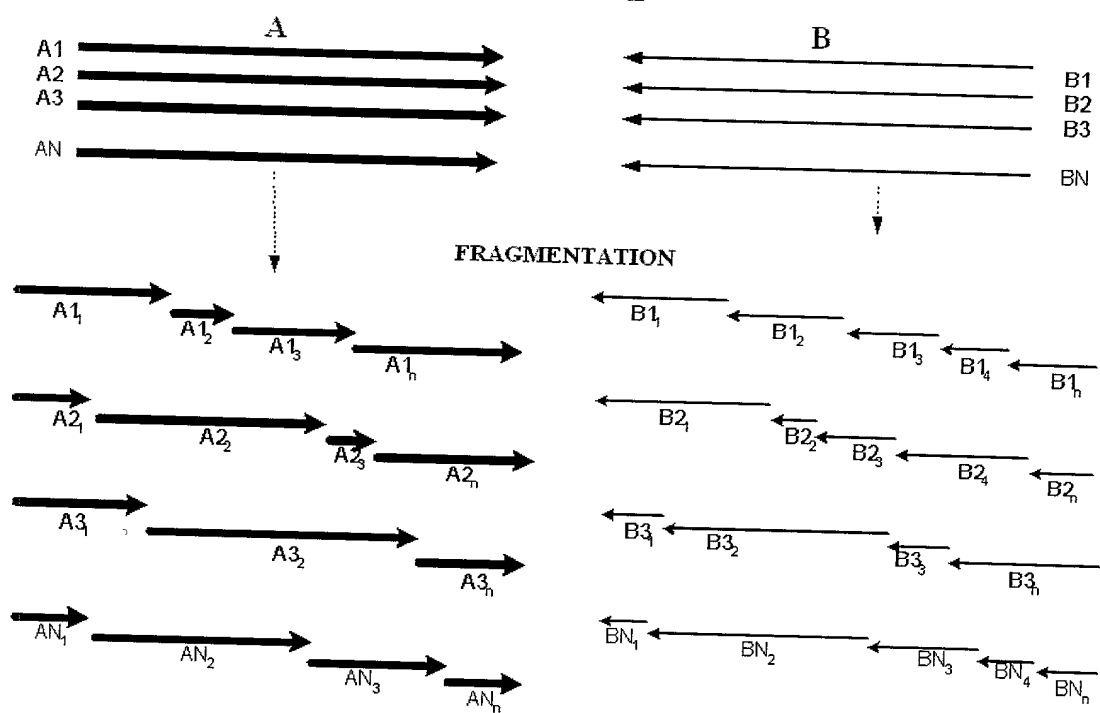 A B
A1
A2
A3
AN
B1
B2
B3
BN
FRAGMENTATION
A1₁ A1₂ A1₃ A1ₙ
B1₁ B1₂ B1₃ B1₄ B1ₙ
A2₁ A2₂ A2₃ A2ₙ
B2₁ B2₂ B2₃ B2₄ B2ₙ
A3₁ A3₂ A3ₙ
B3₁ B3₂ B3₃ B3ₙ
AN₁ AN₂ AN₃ ANₙ
BN₁ BN₂ BN₃ BN₄ BNₙ